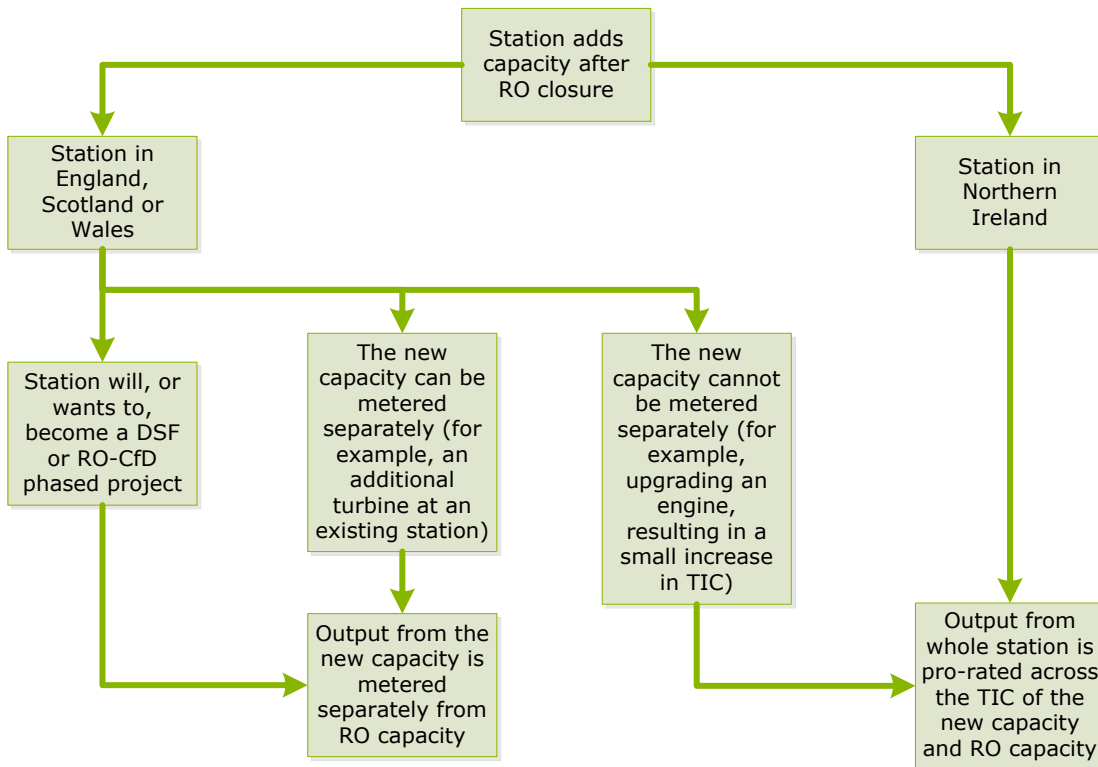 Station adds
capacity after
RO closure
Station in
England,
Scotland or
Wales
Station in
Northern
Ireland
Station will, or
wants to,
become a DSF
or RO-CfD
phased project
The new
capacity can be
metered
separately (for
example, an
additional
turbine at an
existing station)
The new
capacity cannot
be metered
separately (for
example,
upgrading an
engine,
resulting in a
small increase
in TIC)
Output from the
new capacity is
metered
separately from
RO capacity
Output from
whole station is
pro-rated across
the TIC of the
new capacity
and RO capacity